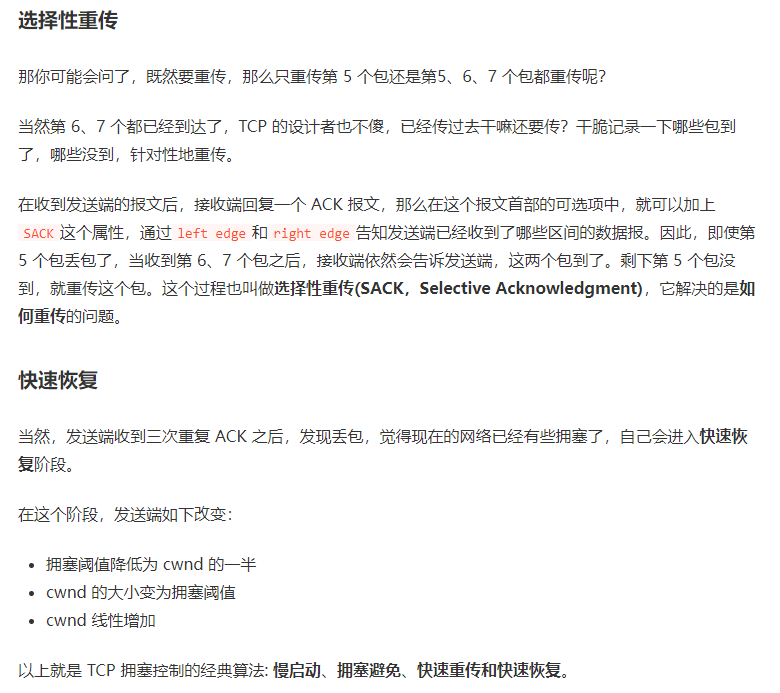 选择性重传
那你可能会问了，既然要重传，那么只重传第 5 个包还是第5、6、7 个包都重传呢？
当然第 6、7 个都已经到达了，TCP 的设计者也不傻，已经传过去干嘛还要传？干脆记录一下哪些包到
了，哪些没到，针对性地重传。
在收到发送端的报文后，接收端回复一个 ACK 报文，那么在这个报文首部的可选项中，就可以加上
SACK 这个属性，通过 left edge 和 right edge 告知发送端已经收到了哪些区间的数据报。因此，即使第
5 个包丢包了，当收到第 6、7 个包之后，接收端依然会告诉发送端，这两个包到了。剩下第 5 个包没
到，就重传这个包。这个过程也叫做选择性重传(SACK，Selective Acknowledgment)，它解决的是如
何重传的问题。
快速恢复
当然，发送端收到三次重复 ACK 之后，发现丢包，觉得现在的网络已经有些拥塞了，自己会进入快速恢
复阶段。
在这个阶段，发送端如下改变：
• 拥塞阈值降低为 cwnd 的一半
• cwnd 的大小变为拥塞阈值
• cwnd 线性增加
以上就是 TCP 拥塞控制的经典算法: 慢启动、拥塞避免、快速重传和快速恢复。